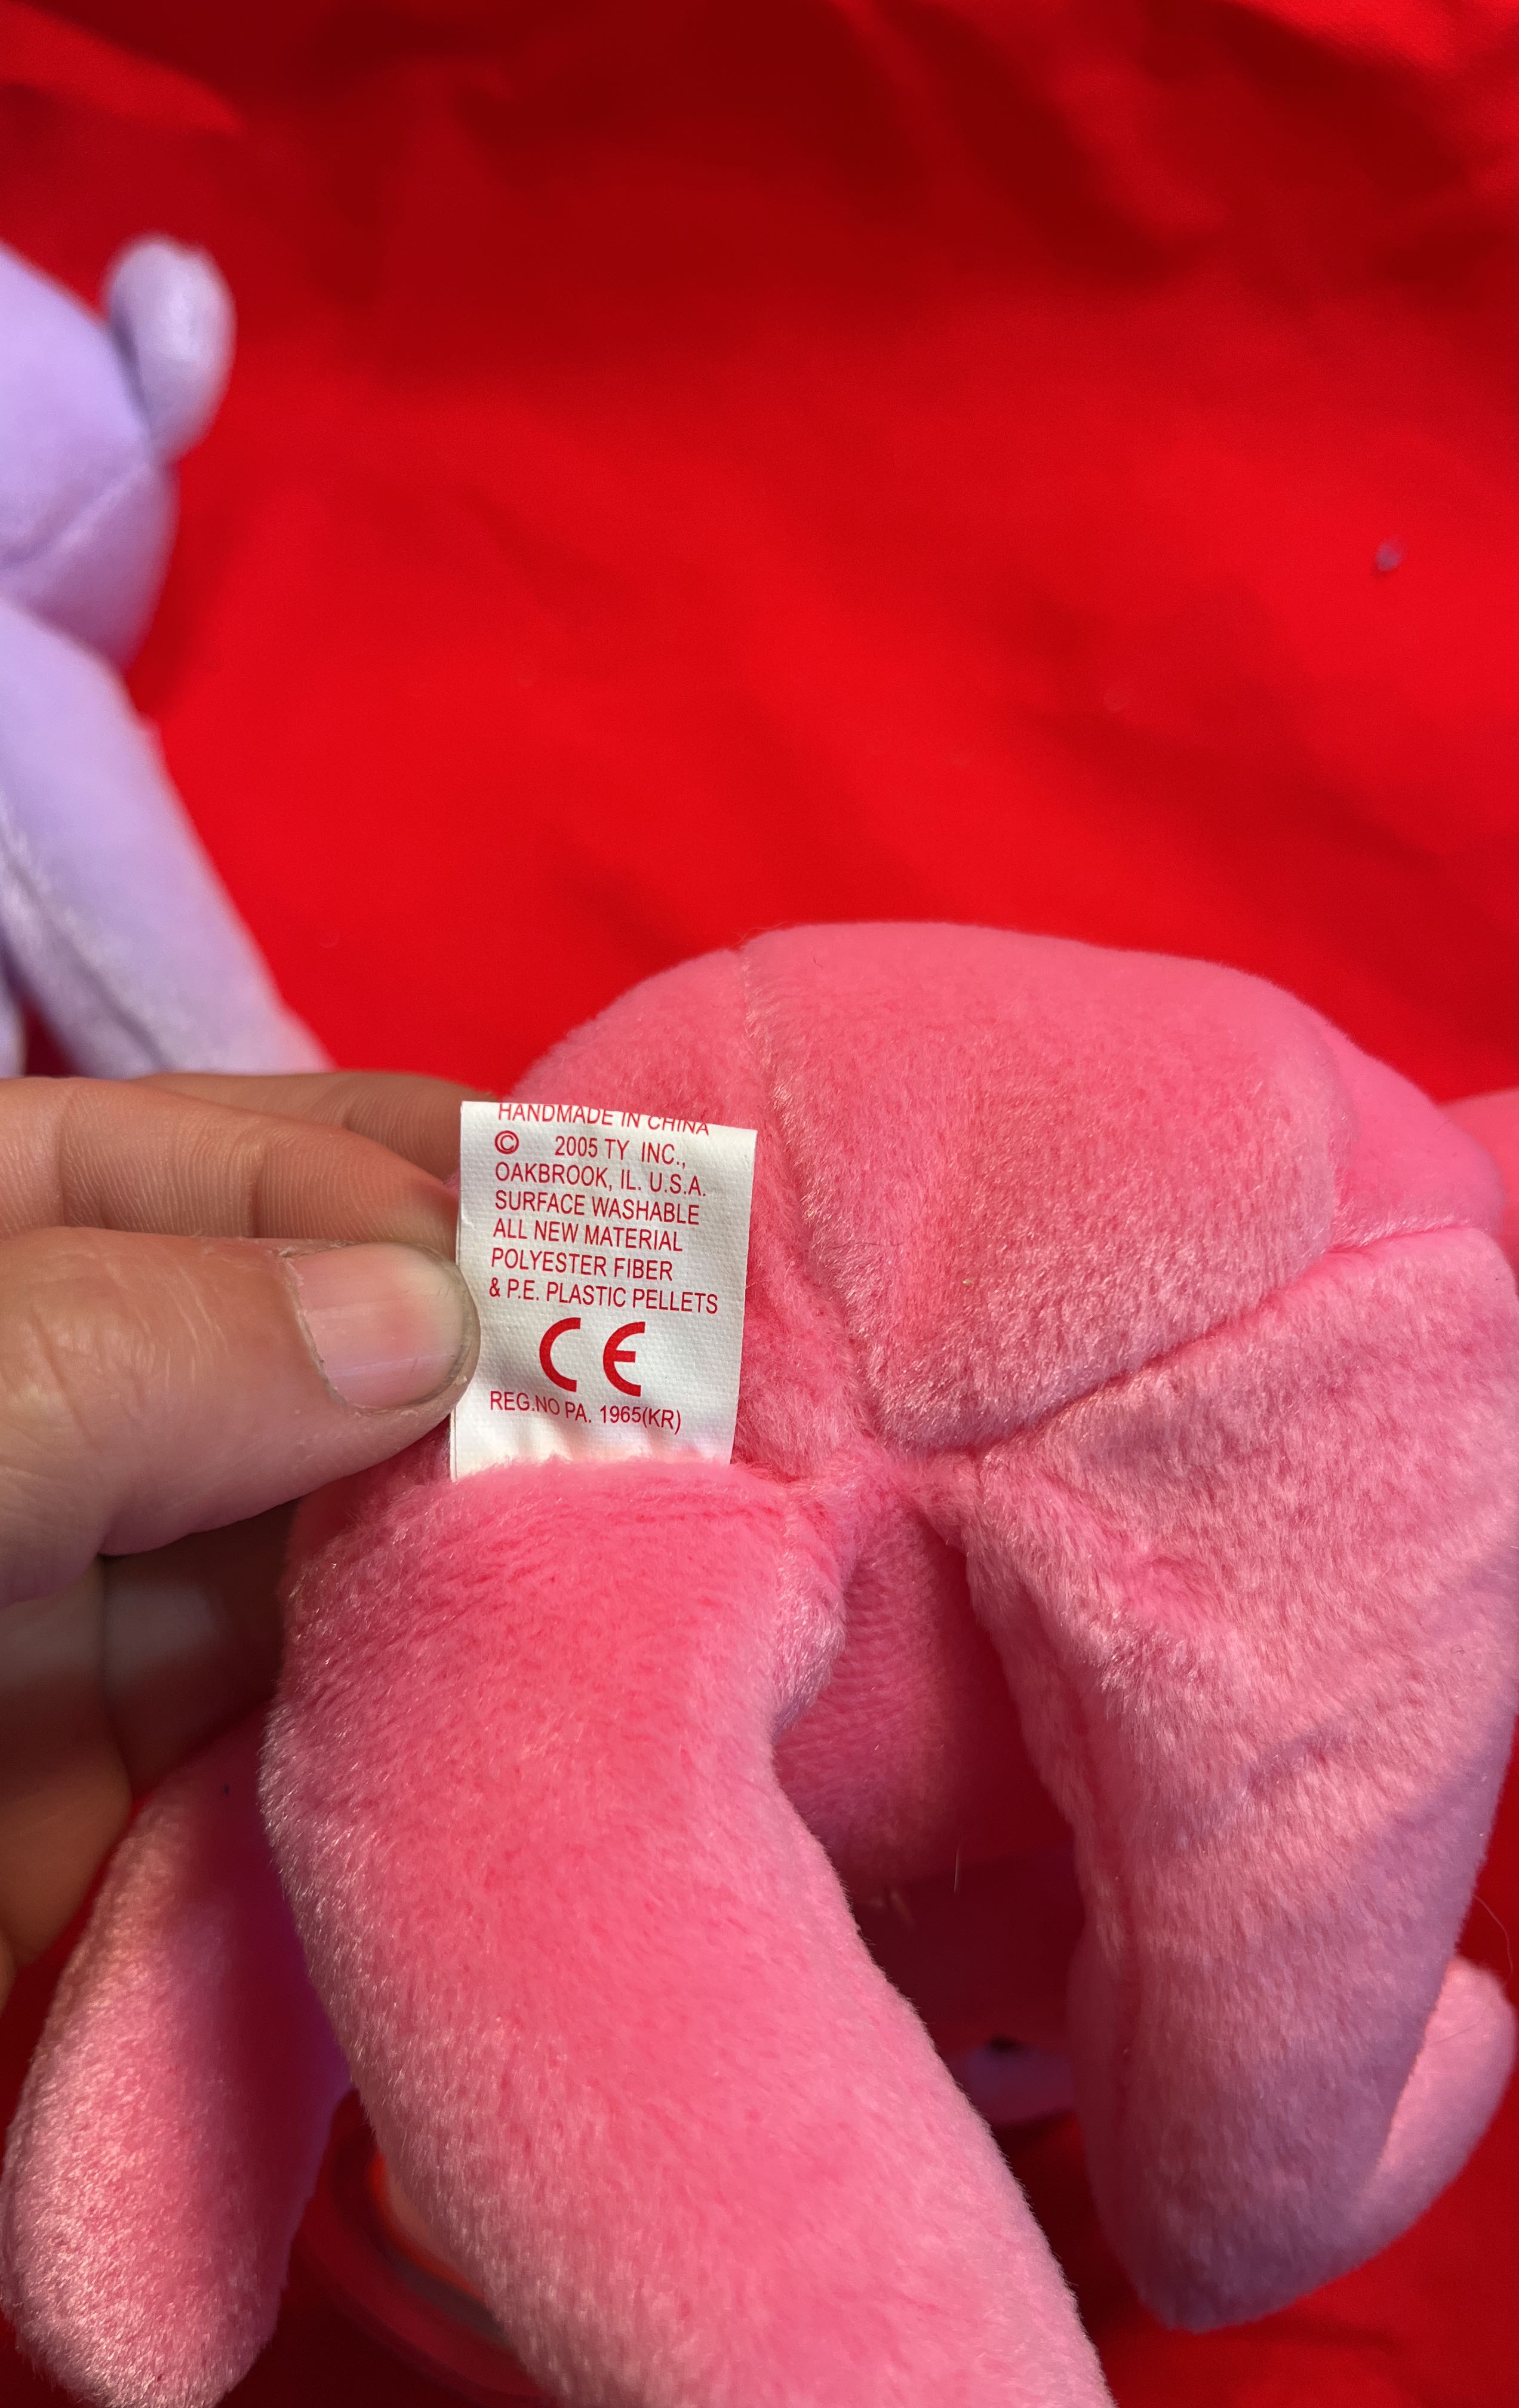 HANDMADE IN CHINA
© 2005 TY INC.,
OAKBROOK, IL. U.S.A.
SURFACE WASHABLE
ALL NEW MATERIAL
POLYESTER FIBER
& P.E. PLASTIC PELLETS
CE
REG.NO PA. 1965(KR)